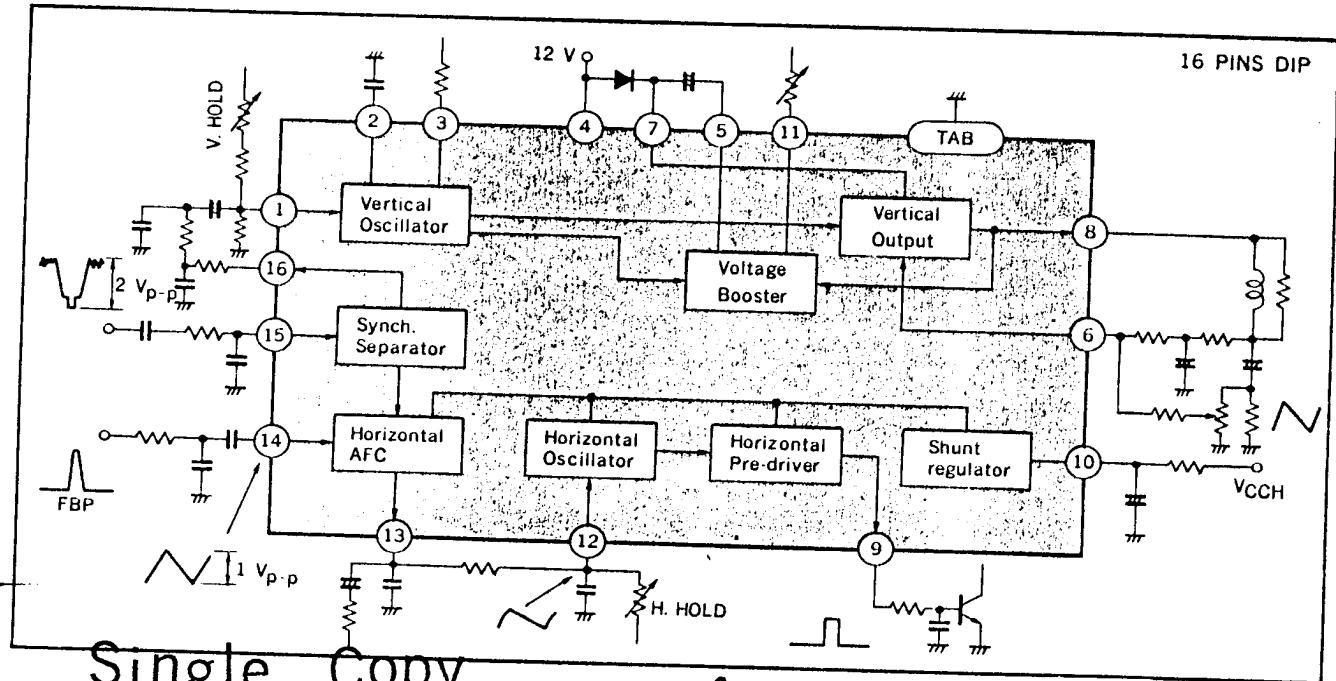 16 PINS DIP
12 V
V. HOLD
2
3
4
7
5
11
TAB
1
Vertical
Oscillator
Vertical
Output
8
16
2 Vp-p
Voltage
Booster
15
Synch.
Separator
6
14
Horizontal
AFC
Horizontal
Oscillator
Horizontal
Pre-driver
Shunt
regulator
10
VCCH
FBP
13
12
9
1 Vp-p
H. HOLD
Single Copy